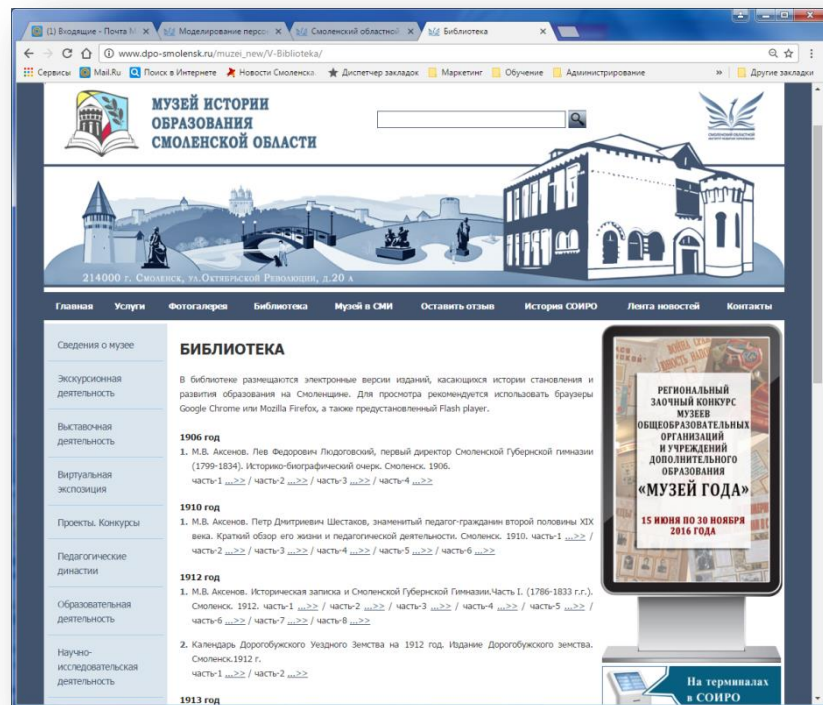 (1) Входящие - Почта M
Моделирование персон
Смоленский областной
Библиотека
www.dpo-smolensk.ru/muzei_new/V-Biblioteka/
Сервисы Mail.Ru Поиск в Интернете Новости Смоленска. Диспетчер закладок Маркетинг Обучение Администрирование » Другие закладки
МУЗЕЙ ИСТОРИИ
ОБРАЗОВАНИЯ
СМОЛЕНСКОЙ ОБЛАСТИ
214000 г. Смоленск, ул.Октябрьской Революции, д.20 а
Главная Услуги Фотогалерея Библиотека Музей в СМИ Оставить отзыв История СОИРО Лента новостей Контакты
Сведения о музее
Экскурсионная
деятельность
Выставочная
деятельность
Виртуальная
экспозиция
Проекты. Конкурсы
Педагогические
династии
Образовательная
деятельность
Научно-
исследовательская
деятельность
БИБЛИОТЕКА
В библиотеке размещаются электронные версии изданий, касающихся истории становления и
развития образования на Смоленщине. Для просмотра рекомендуется использовать браузеры
Google Chrome или Mozilla Firefox, а также предустановленный Flash player.
1906 год
1. М.В. Аксенов. Лев Федорович Людоговский, первый директор Смоленской Губернской гимназии
(1799-1834). Историко-биографический очерк. Смоленск. 1906.
часть-1 ...>> / часть-2 ...>> / часть-3 ...>> / часть-4 ...>>
1910 год
1. М.В. Аксенов. Петр Дмитриевич Шестаков, знаменитый педагог-гражданин второй половины XIX
века. Краткий обзор его жизни и педагогической деятельности. Смоленск. 1910. часть-1 ...>> /
часть-2 ...>> / часть-3 ...>> / часть-4 ...>> / часть-5 ...>> / часть-6 ...>>
1912 год
1. М.В. Аксенов. Историческая записка и Смоленской Губернской Гимназии.Часть I. (1786-1833 г.г.).
Смоленск. 1912. часть-1 ...>> / часть-2 ...>> / часть-3 ...>> / часть-4 ...>> / часть-5 ...>> /
часть-6 ...>> / часть-7 ...>> / часть-8 ...>>
2. Календарь Дорогобужского Уездного Земства на 1912 год. Издание Дорогобужского земства.
Смоленск.1912 г.
часть-1 ...>> / часть-2 ...>>
1913 год
РЕГИОНАЛЬНЫЙ
ЗАОЧНЫЙ КОНКУРС
МУЗЕЕВ
ОБЩЕОБРАЗОВАТЕЛЬНЫХ
ОРГАНИЗАЦИЙ
И УЧРЕЖДЕНИЙ
ДОПОЛНИТЕЛЬНОГО
ОБРАЗОВАНИЯ
«МУЗЕЙ ГОДА»
15 ИЮНЯ ПО 30 НОЯБРЯ
2016 ГОДА
На терминалах
в СОИРО